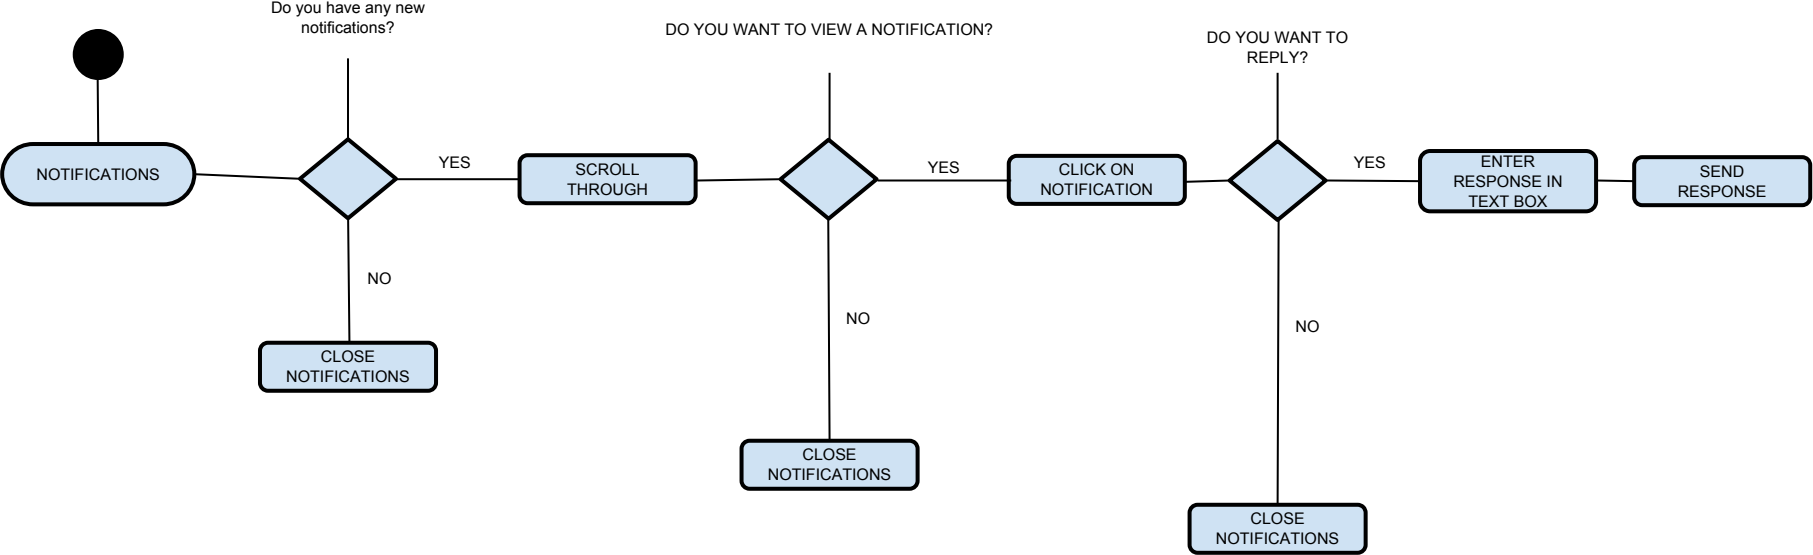 Do you have any new
notifications?
DO YOU WANT TO VIEW A NOTIFICATION?
DO YOU WANT TO
REPLY?
NOTIFICATIONS
YES
SCROLL
THROUGH
YES
CLICK ON
NOTIFICATION
YES
ENTER
RESPONSE IN
TEXT BOX
SEND
RESPONSE
NO
CLOSE
NOTIFICATIONS
NO
CLOSE
NOTIFICATIONS
NO
CLOSE
NOTIFICATIONS